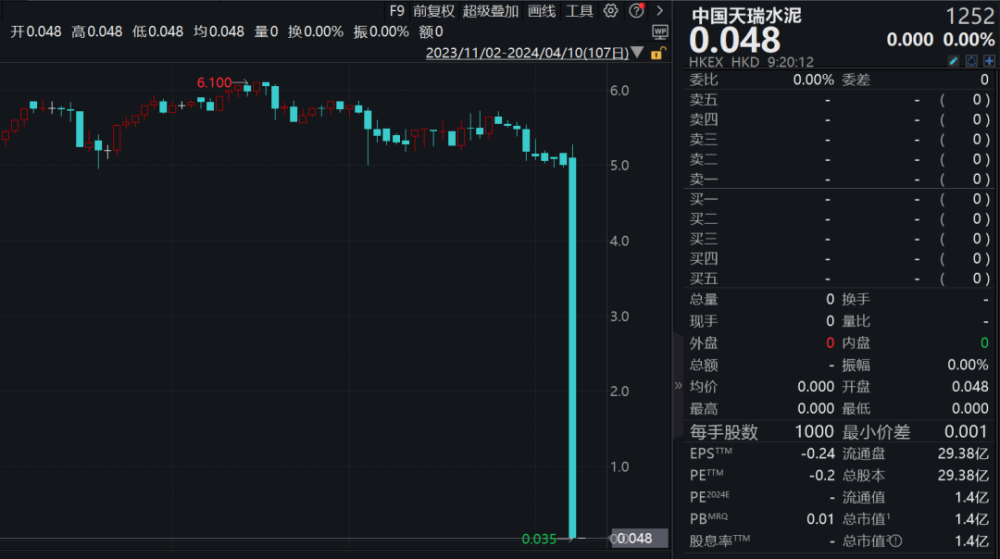 F9 前复权 超级叠加 画线 工具
开0.048 高0.048 低0.048 均0.048 量0 换0.00% 振0.00% 额0
WP
2023/11/02-2024/04/10(107日)
6.100
6.0
5.0
4.0
3.0
2.0
1.0
0.035
0.048
中国天瑞水泥 1252
0.048 0.000 0.00%
HKEX HKD 9:20:12
委比 0.00% 委差 0
卖五 - - ( 0)
卖四 - - ( 0)
卖三 - - ( 0)
卖二 - - ( 0)
卖一 - - ( 0)
买一 - - ( 0)
买二 - - ( 0)
买三 - - ( 0)
买四 - - ( 0)
买五 - - ( 0)
总量 0 换手 -
现手 0 量比 -
外盘 0 内盘 0
总额 - 振幅 0.00%
» 均价 0.000 开盘 0.048
最高 0.000 最低 0.000
每手股数 1000 最小价差 0.001
EPSTTM -0.24 流通盘 29.38亿
PETTM -0.2 总股本 29.38亿
PE2024E - 流通值 1.4亿
PBMRQ 0.01 总市值1 1.4亿
股息率TTM - 总市值2 1.4亿